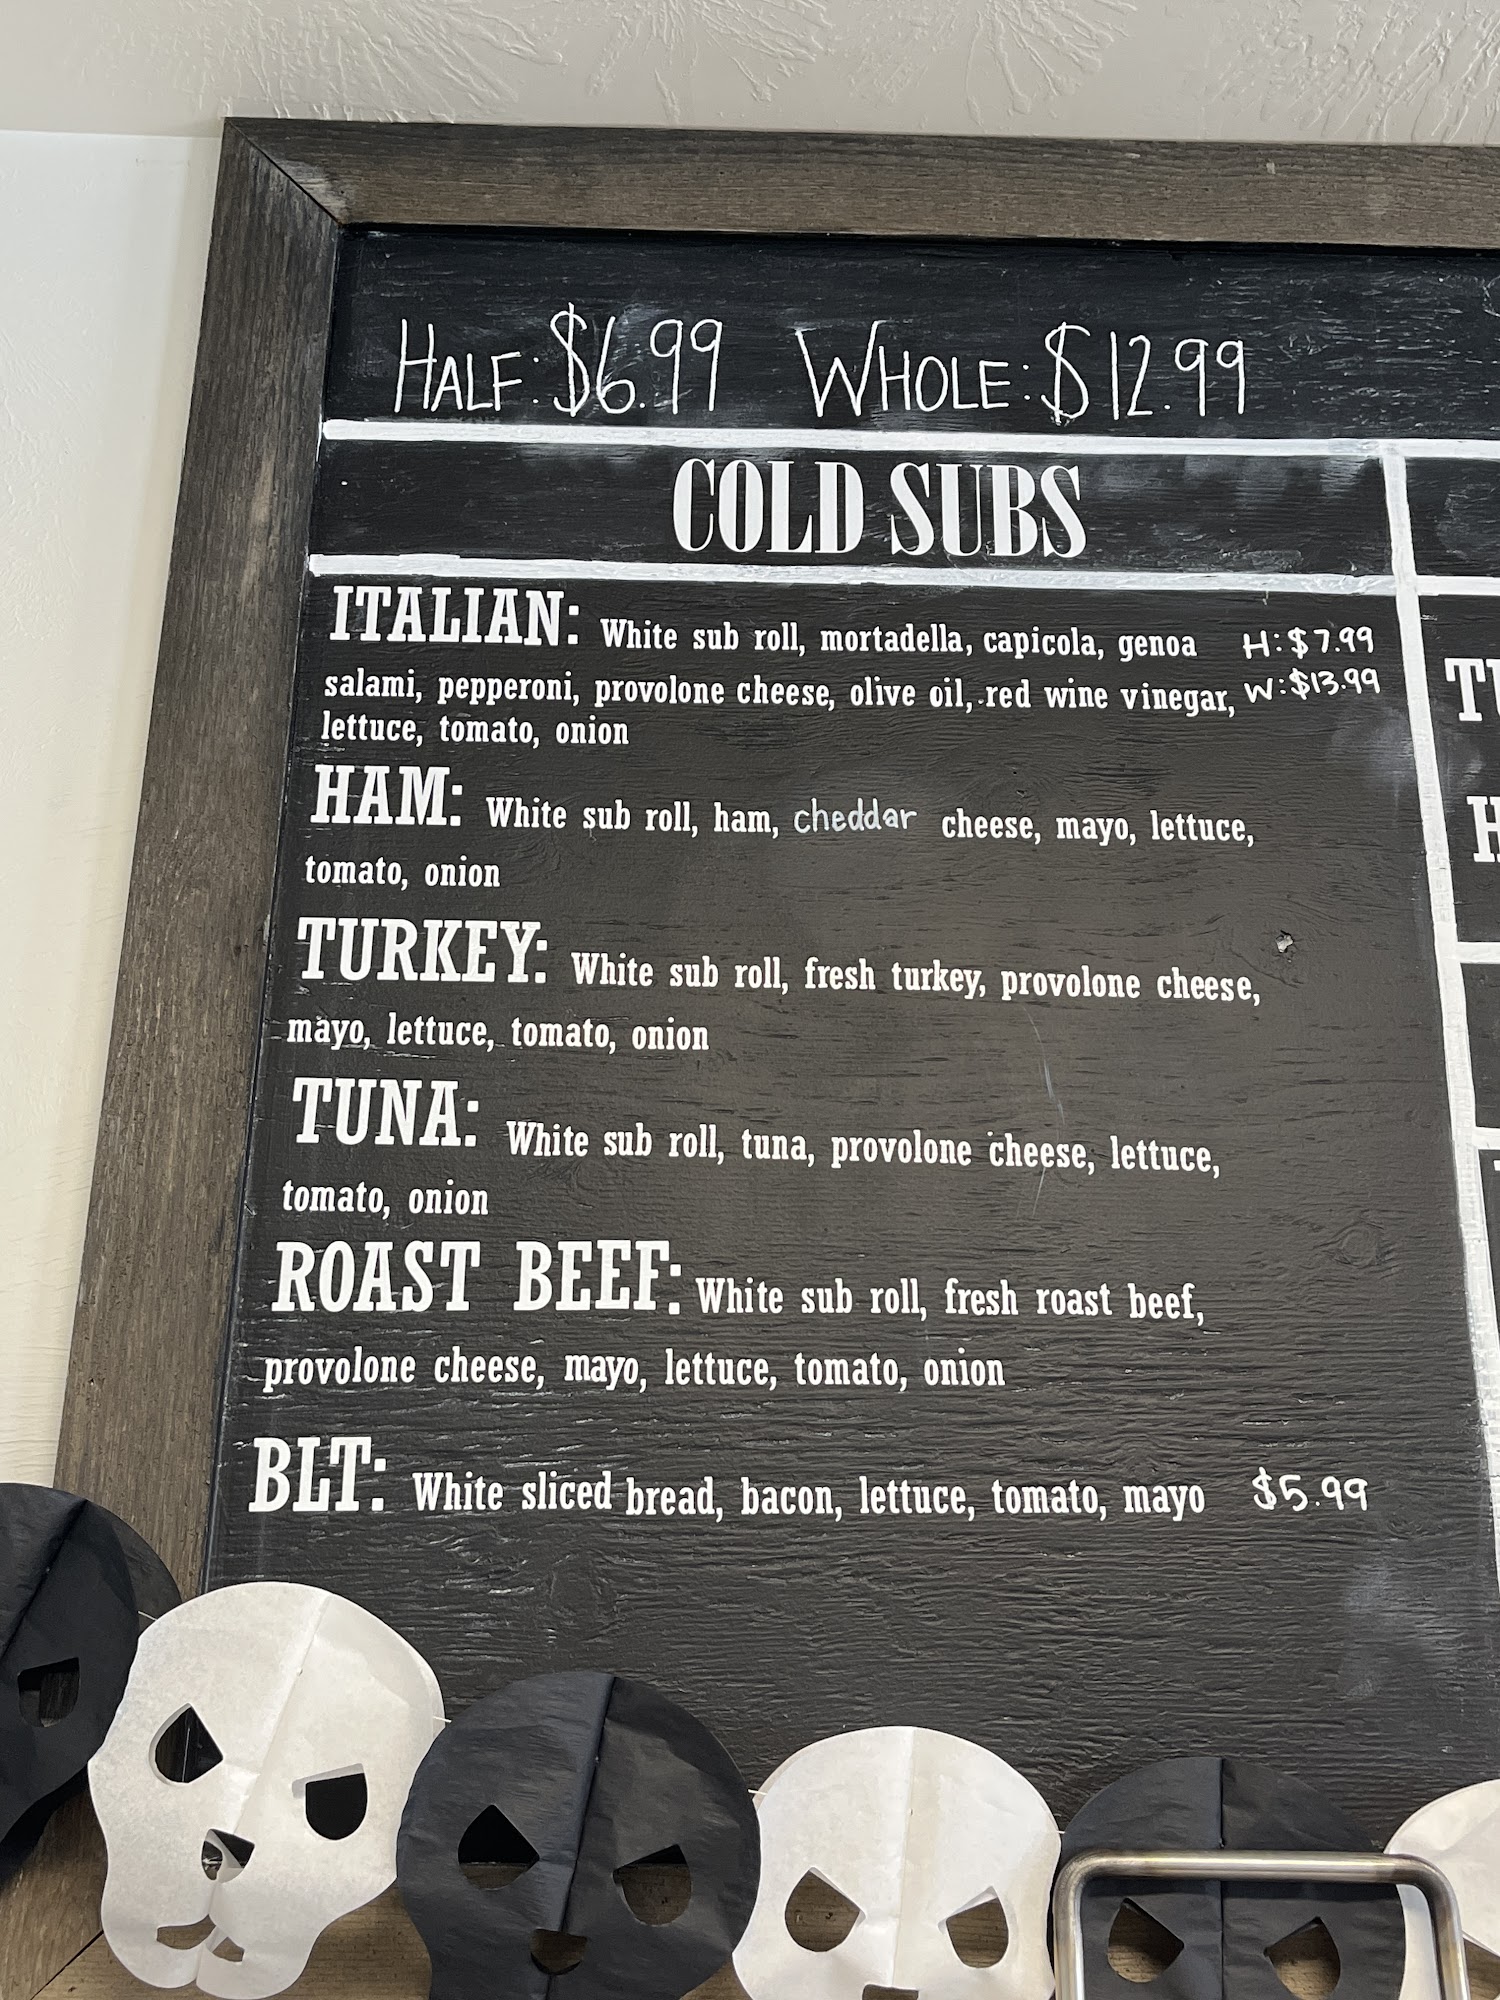 HALF: $6.99 WHOLE: $12.99
COLD SUBS
ITALIAN: White sub roll, mortadella, capicola, genoa H: $7.99
salami, pepperoni, provolone cheese, olive oil, red wine vinegar, W: $13.99
lettuce, tomato, onion
HAM: White sub roll, ham, cheddar cheese, mayo, lettuce,
tomato, onion
TURKEY: White sub roll, fresh turkey, provolone cheese,
mayo, lettuce, tomato, onion
TUNA: White sub roll, tuna, provolone cheese, lettuce,
tomato, onion
ROAST BEEF: White sub roll, fresh roast beef,
provolone cheese, mayo, lettuce, tomato, onion
BLT: White sliced bread, bacon, lettuce, tomato, mayo $5.99